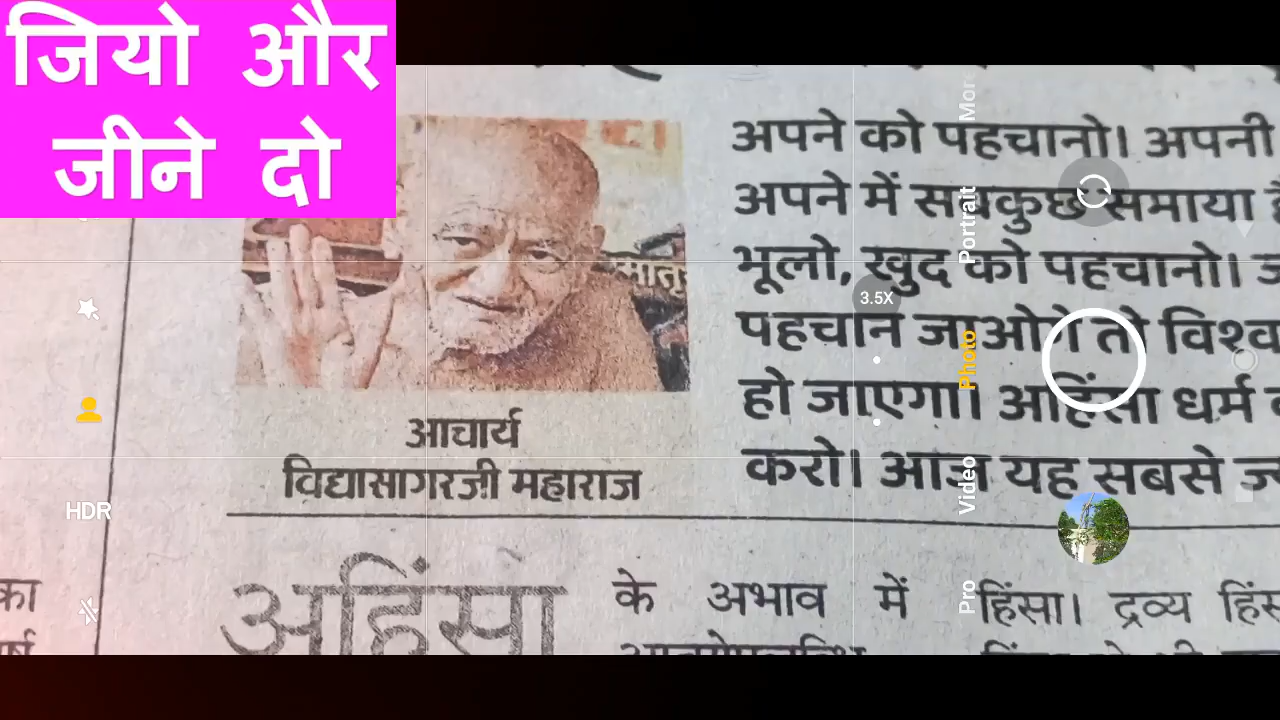 जियो और
जीने दो
अपने को पहचानो। अपनी
अपने में सबकुछ समाया
भूलो, खुद को पहचानो।
पहचान जाओगे तो विश्व
हो जाएगा। अहिंसा धर्म
करो। आज यह सबसे
मातृ
आचार्य
विद्यासागरजी महाराज
अहिंसा
के अभाव में
हिंसा। द्रव्य
का
More
Portrait
3.5X
Photo
Video
Pro
HDR